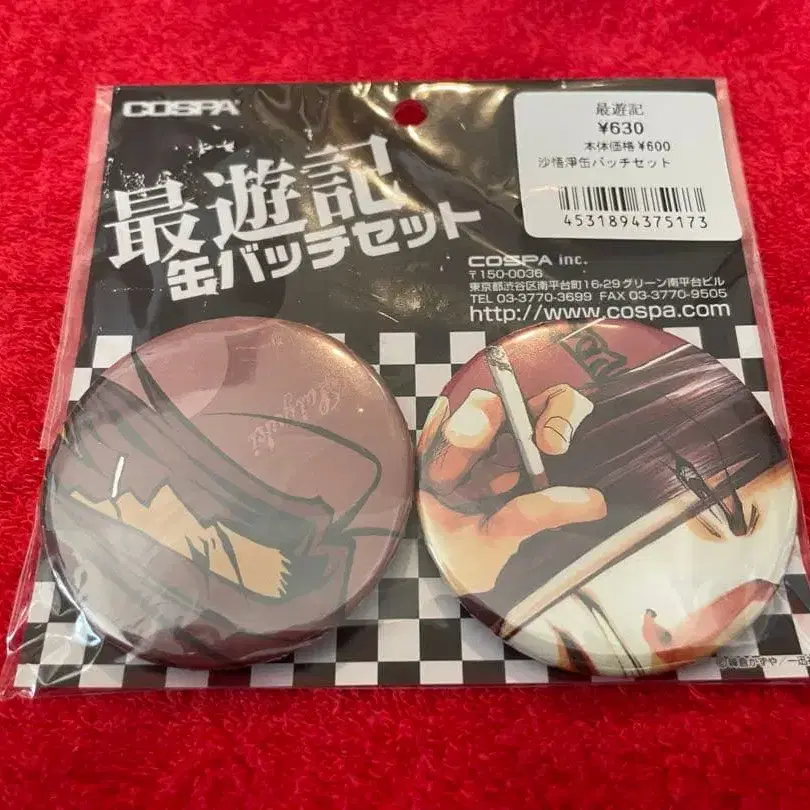 COSPA
最遊記
缶バッチセット
最遊記
¥630
本体価格 ¥600
沙悟浄缶バッチセット
4531894375173
COSPA inc.
〒150-0036
東京都渋谷区南平台町16-29 グリーン南平台ビル
TEL 03-3770-3699 FAX 03-3770-9505
http://www.cospa.com
Saiyuki